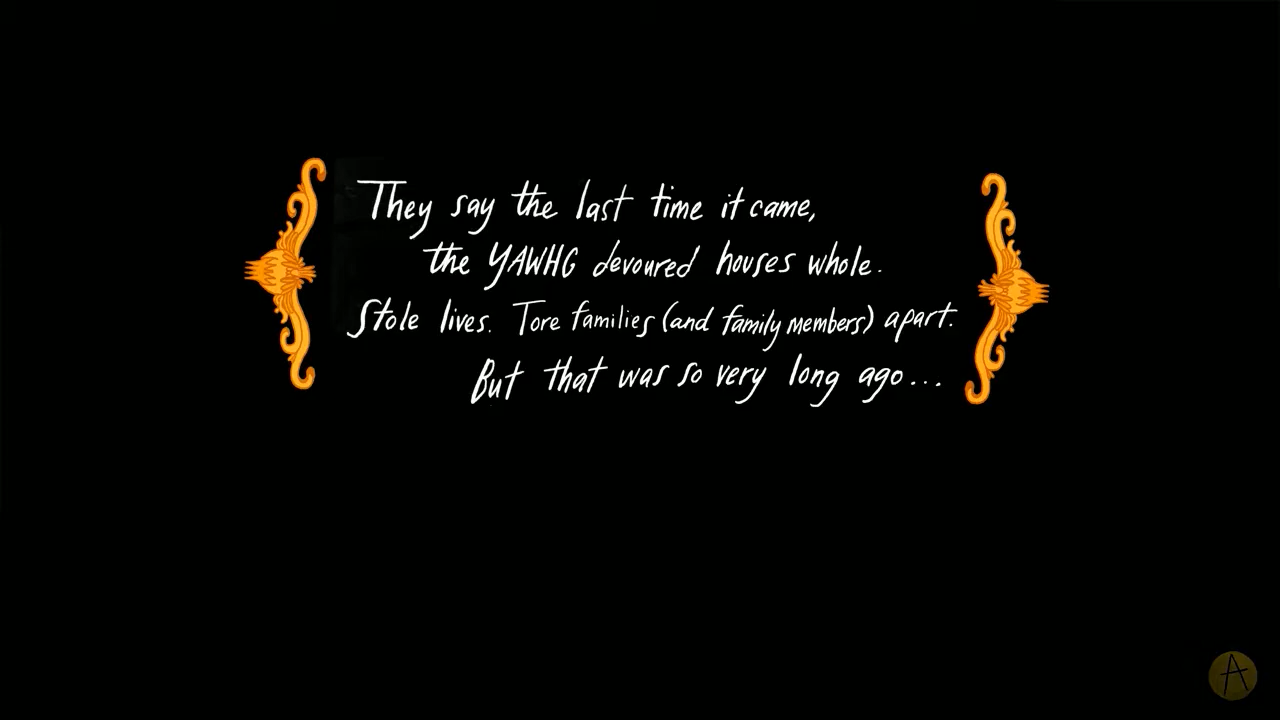 They say the last time it came,
the YAWHG devoured houses whole.
Stole lives. Tore families (and family members) apart.
But that was so very long ago...
A